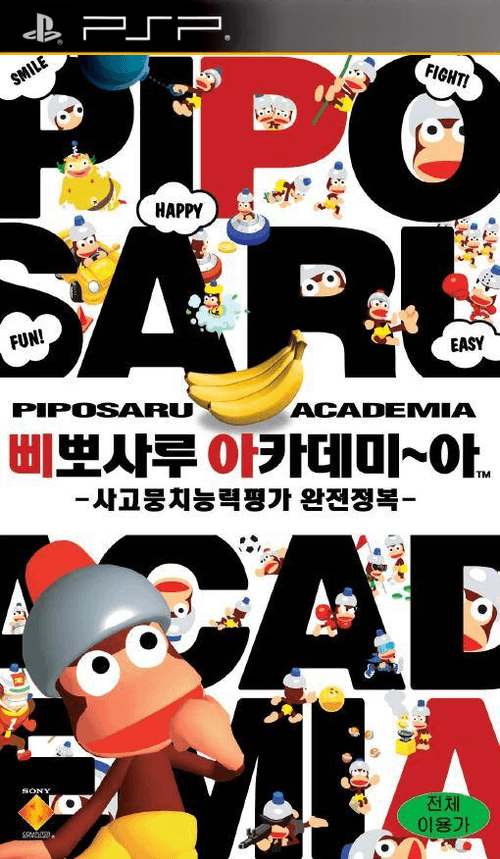 PSP
SMILE
FIGHT!
PIPO
HAPPY
SARU
FUN!
EASY
PIPOSARU ACADEMIA
삐뽀사루 아카데미~아™
-사고뭉치능력평가 완전정복-
ACAD
EMIA
SONY
COMPUTER
전체
이용가